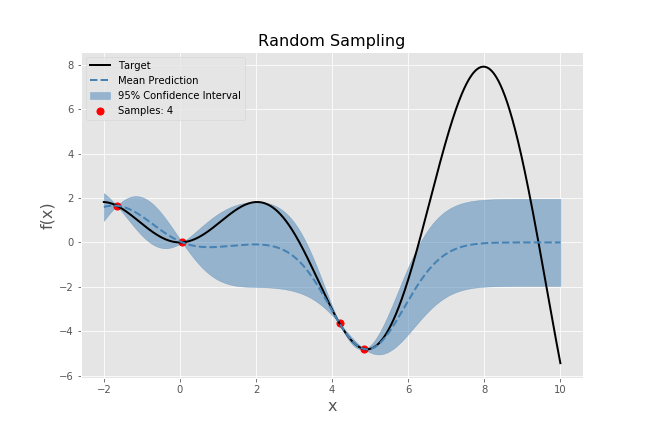 Random Sampling
Target
Mean Prediction
95% Confidence Interval
Samples: 4
8
6
4
2
0
−2
−4
−6
f(x)
−2 0 2 4 6 8 10
x